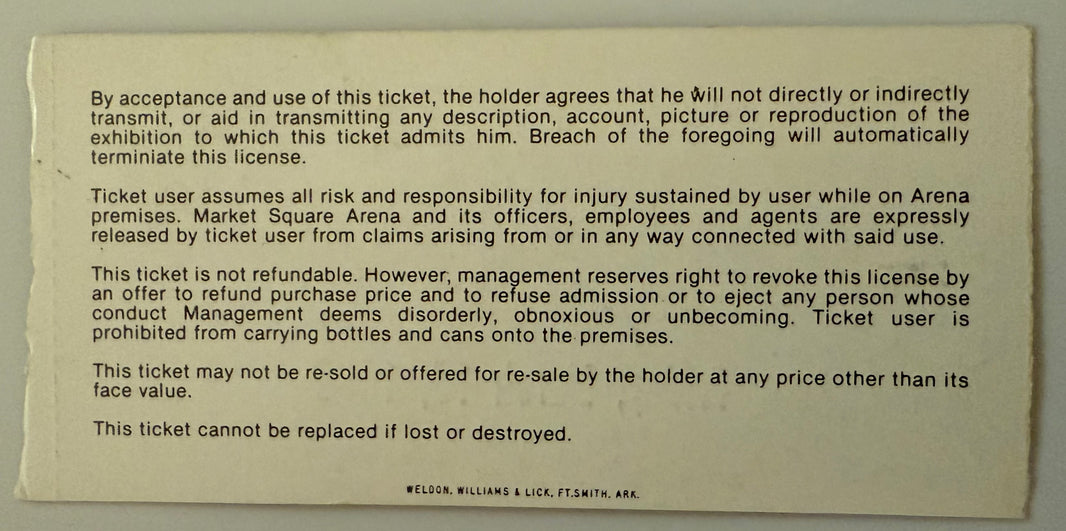 By acceptance and use of this ticket, the holder agrees that he will not directly or indirectly
transmit, or aid in transmitting any description, account, picture or reproduction of the
exhibition to which this ticket admits him. Breach of the foregoing will automatically
terminiate this license.
Ticket user assumes all risk and responsibility for injury sustained by user while on Arena
premises. Market Square Arena and its officers, employees and agents are expressly
released by ticket user from claims arising from or in any way connected with said use.
This ticket is not refundable. However, management reserves right to revoke this license by
an offer to refund purchase price and to refuse admission or to eject any person whose
conduct Management deems disorderly, obnoxious or unbecoming. Ticket user is
prohibited from carrying bottles and cans onto the premises.
This ticket may not be re-sold or offered for re-sale by the holder at any price other than its
face value.
This ticket cannot be replaced if lost or destroyed.
WELDON, WILLIAMS & LICK, FT.SMITH, ARK.